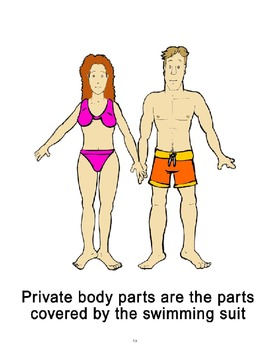 Private body parts are the parts
covered by the swimming suit